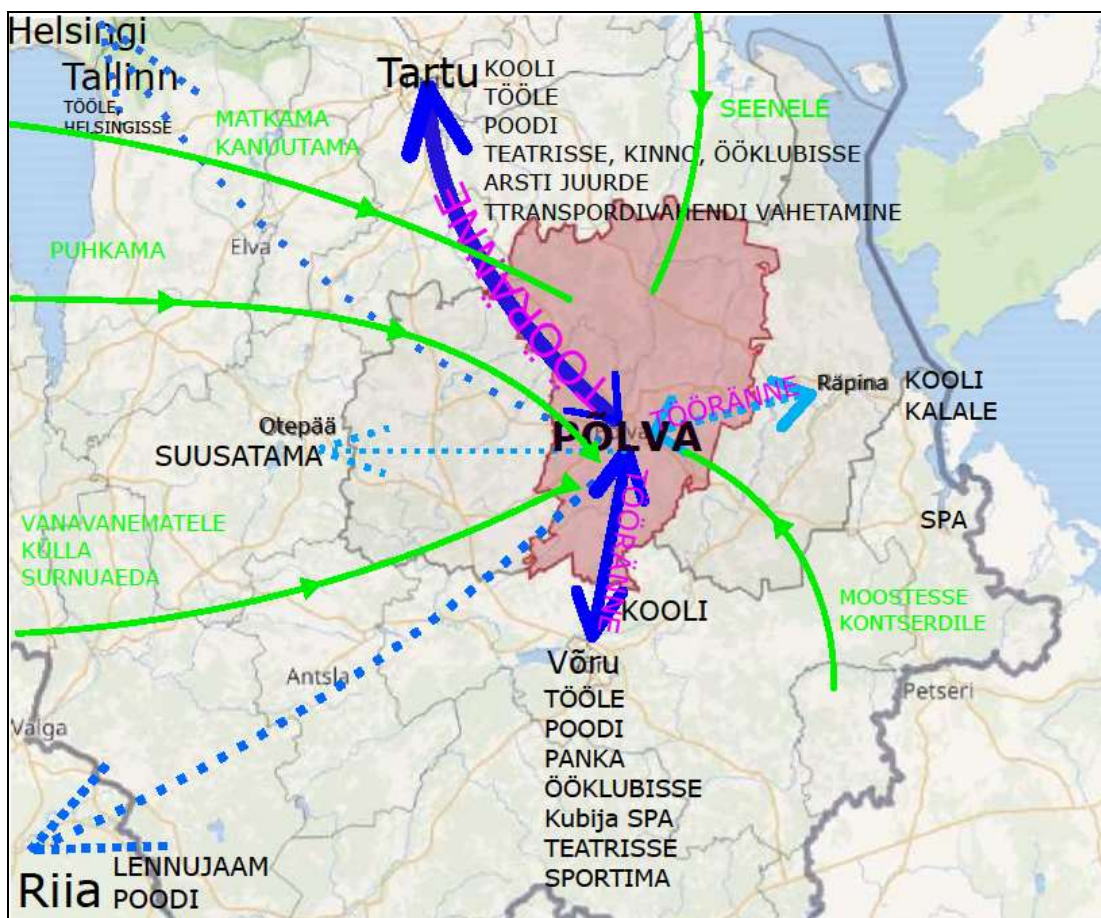 Helsingi
Tallinn
TÖÖLE,
HELSINGISSE
Tartu
KOOLI
TÖÖLE
POODI
TEATRISSE, KINNO, ÖÖKLUBISSE
ARSTI JUURDE
TTRANSPORDIVAHENDI VAHETAMINE
MATKAMA
KANUUTAMA
SEENELE
PUHKAMA
Elva
TÖÖRÄNNE
TÖÖRÄNNE
Räpina
KOOLI
KALALE
PÕLVA
Otepää
SUUSATAMA
TÖÖRÄNNE
VANAVANEMATELE
KÜLLA
SURNUAEDA
SPA
KOOLI
MOOSTESSE
KONTSERDILE
Antsla
Võru
TÖÖLE
POODI
PANKA
ÖÖKLUBISSE
Kubija SPA
TEATRISSE
SPORTIMA
Petseri
Valga
Riia
LENNUJAAM
POODI